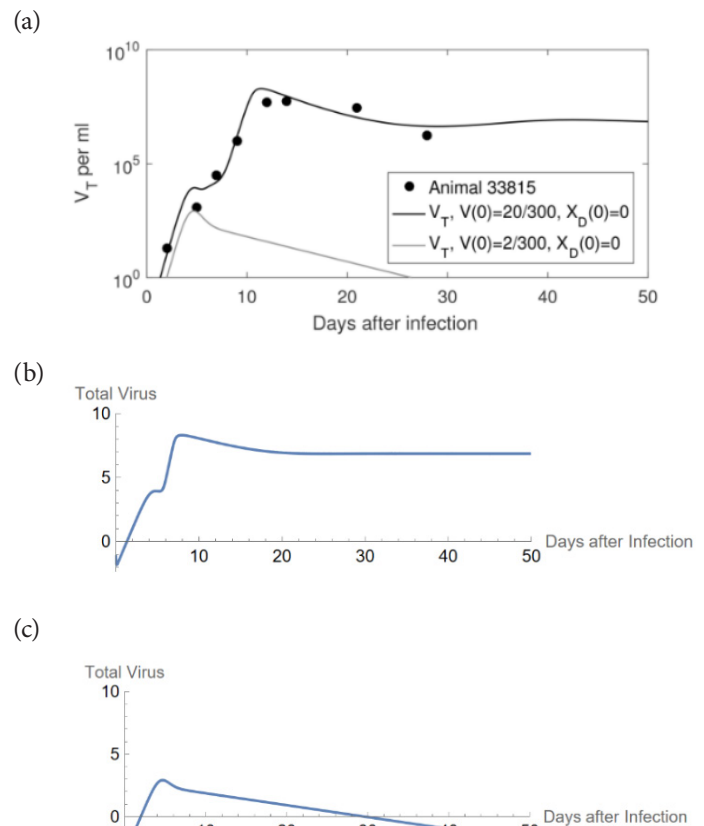 (a)
V_T per ml
10^10
10^5
10^0
0 10 20 30 40 50
Days after infection
Animal 33815
V_T, V(0)=20/300, X_D(0)=0
V_T, V(0)=2/300, X_D(0)=0
(b)
Total Virus
10
5
0
10 20 30 40 50
Days after Infection
(c)
Total Virus
10
5
0
Days after Infection